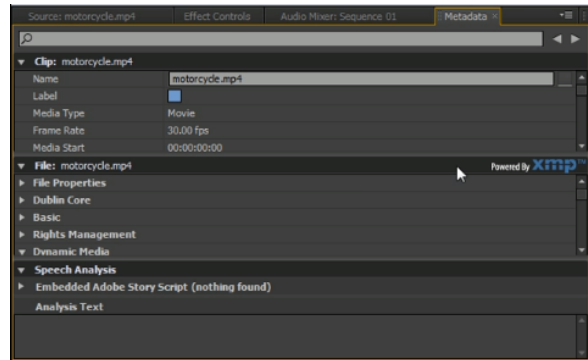 Source: motorcycle.mp4 Effect Controls Audio Mixer: Sequence 01 Metadata ×
Clip: motorcycle.mp4
Name motorcycle.mp4
Label
Media Type Movie
Frame Rate 30.00 fps
Media Start 00:00:00:00
File: motorcycle.mp4 Powered By xmp™
File Properties
Dublin Core
Basic
Rights Management
Dynamic Media
Speech Analysis
Embedded Adobe Story Script (nothing found)
Analysis Text